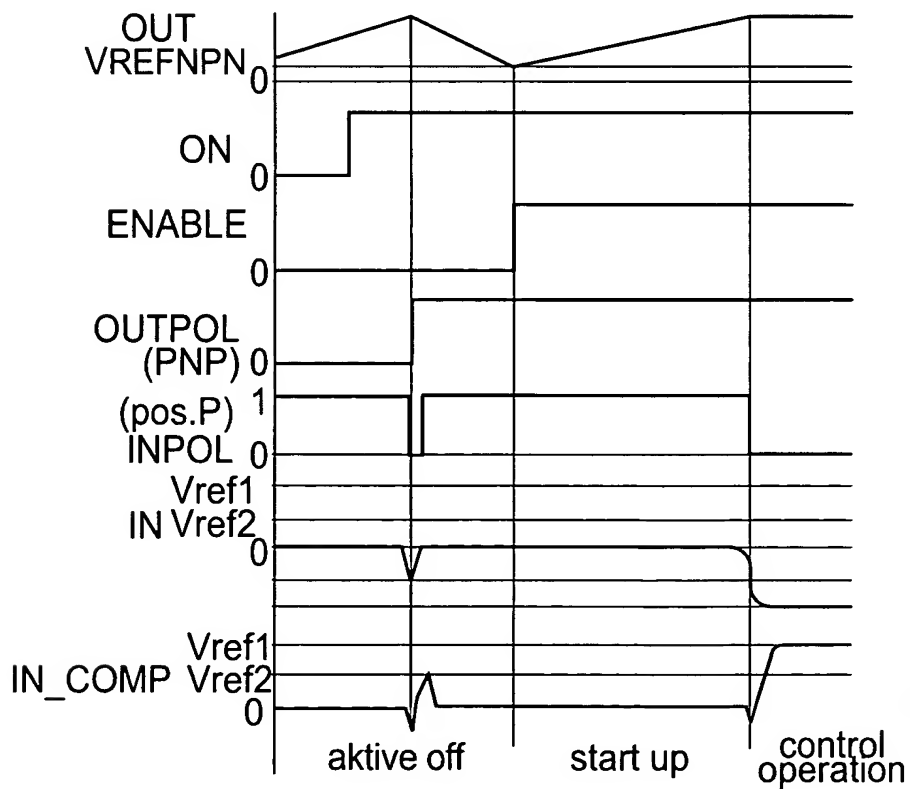 OUT
VREFNPN
0
ON
0
ENABLE
0
OUTPOL
(PNP) 0
(pos.P) 1
INPOL 0
Vref1
IN Vref2
0
Vref1
IN_COMP Vref2
0
aktive off
start up
control
operation